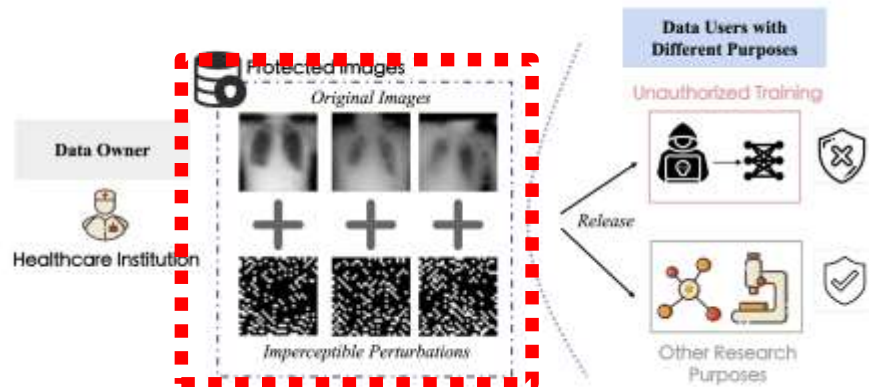 Data Users with
Different Purposes
Protected Images
Original Images
Unauthorized Training
Data Owner
Release
Healthcare Institution
Imperceptible Perturbations
Other Research
Purposes